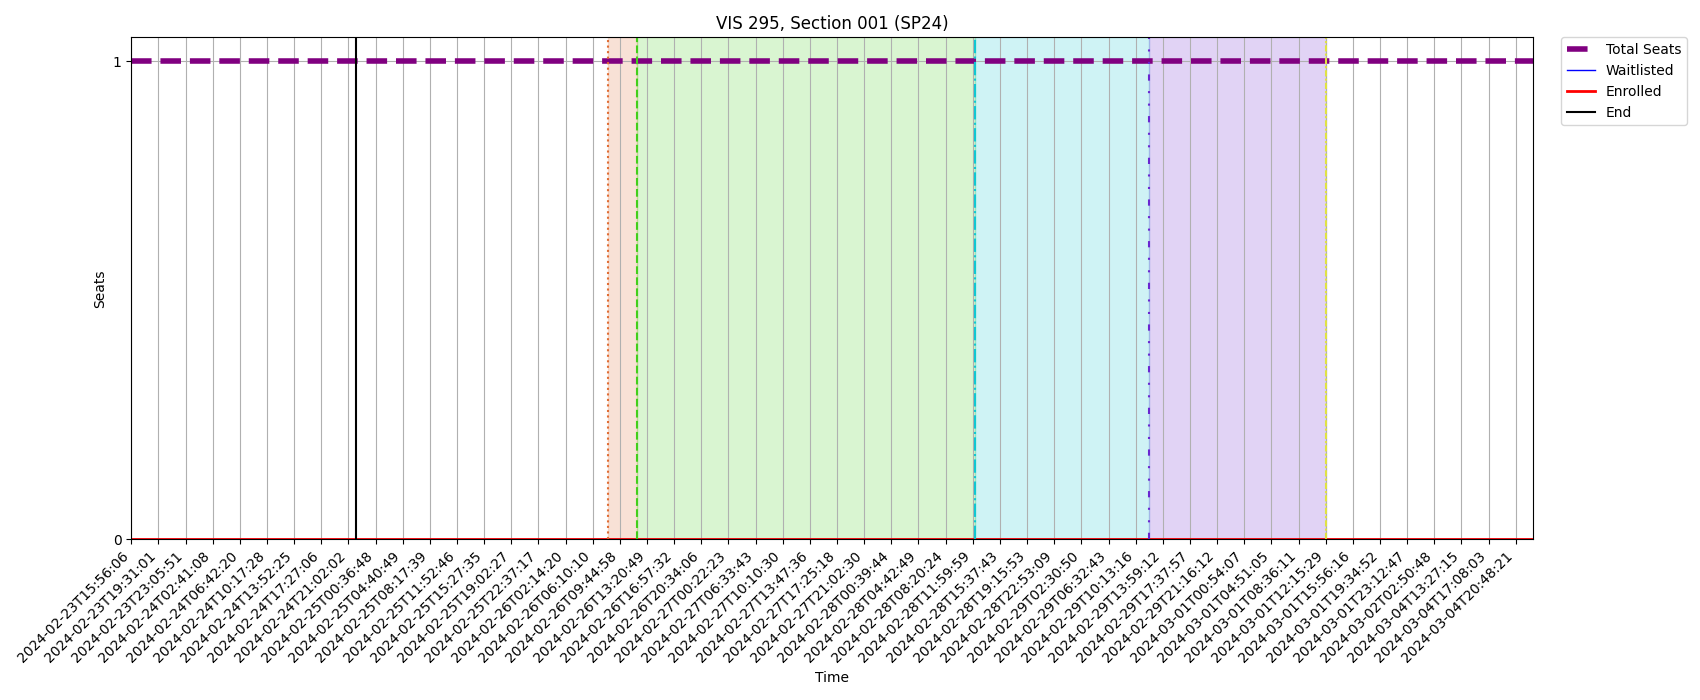 VIS 295, Section 001 (SP24)
Total Seats
Waitlisted
Enrolled
End
1
0
Seats
2024-02-23T15:56:06
2024-02-23T19:31:01
2024-02-23T23:05:51
2024-02-24T02:41:08
2024-02-24T06:42:20
2024-02-24T10:17:28
2024-02-24T13:52:25
2024-02-24T17:27:06
2024-02-24T21:02:02
2024-02-25T00:36:48
2024-02-25T04:40:49
2024-02-25T08:17:39
2024-02-25T11:52:46
2024-02-25T15:27:35
2024-02-25T19:02:27
2024-02-25T22:37:17
2024-02-26T02:14:20
2024-02-26T06:10:10
2024-02-26T09:44:58
2024-02-26T13:20:49
2024-02-26T16:57:32
2024-02-26T20:34:06
2024-02-27T00:22:23
2024-02-27T06:33:43
2024-02-27T10:10:30
2024-02-27T13:47:36
2024-02-27T17:25:18
2024-02-27T21:02:30
2024-02-28T00:39:44
2024-02-28T04:42:49
2024-02-28T08:20:24
2024-02-28T11:59:59
2024-02-28T15:37:43
2024-02-28T19:15:53
2024-02-28T22:53:09
2024-02-29T02:30:50
2024-02-29T06:32:43
2024-02-29T10:13:16
2024-02-29T13:59:12
2024-02-29T17:37:57
2024-02-29T21:16:12
2024-03-01T00:54:07
2024-03-01T04:51:05
2024-03-01T08:36:11
2024-03-01T12:15:29
2024-03-01T15:56:16
2024-03-01T19:34:52
2024-03-01T23:12:47
2024-03-02T02:50:48
2024-03-04T13:27:15
2024-03-04T17:08:03
2024-03-04T20:48:21
Time